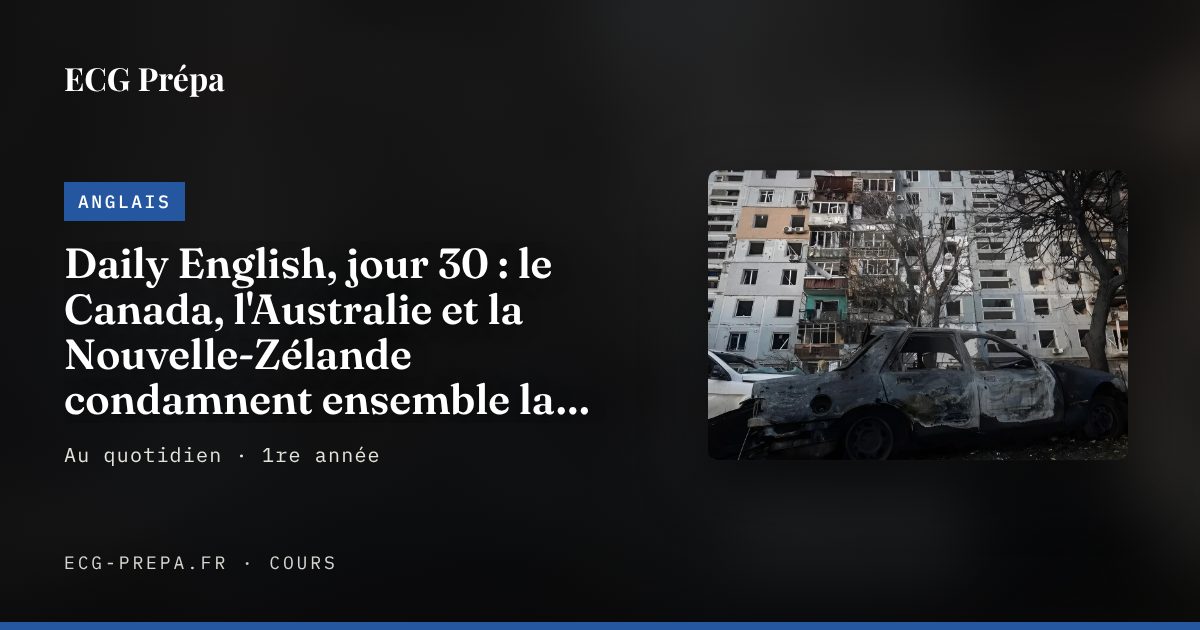 ECG Prépa
ANGLAIS
Daily English, jour 30 : le
Canada, l'Australie et la
Nouvelle-Zélande
condamnent ensemble la...
Au quotidien · 1re année
ECG-PREPA.FR · COURS